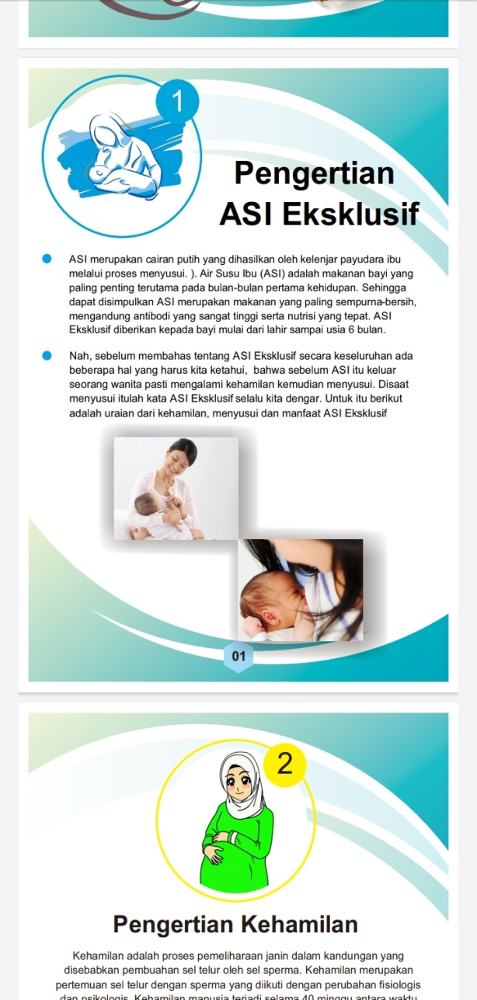 1
Pengertian
ASI Eksklusif
ASI merupakan cairan putih yang dihasilkan oleh kelenjar payudara ibu
melalui proses menyusui. ). Air Susu Ibu (ASI) adalah makanan bayi yang
paling penting terutama pada bulan-bulan pertama kehidupan. Sehingga
dapat disimpulkan ASI merupakan makanan yang paling sempurna-bersih,
mengandung antibodi yang sangat tinggi serta nutrisi yang tepat. ASI
Eksklusif diberikan kepada bayi mulai dari lahir sampai usia 6 bulan.
Nah, sebelum membahas tentang ASI Eksklusif secara keseluruhan ada
beberapa hal yang harus kita ketahui, bahwa sebelum ASI itu keluar
seorang wanita pasti mengalami kehamilan kemudian menyusui. Disaat
menyusui itulah kata ASI Eksklusif selalu kita dengar. Untuk itu berikut
adalah uraian dari kehamilan, menyusui dan manfaat ASI Eksklusif
01
2
Pengertian Kehamilan
Kehamilan adalah proses pemeliharaan janin dalam kandungan yang
disebabkan pembuahan sel telur oleh sel sperma. Kehamilan merupakan
pertemuan sel telur dengan sperma yang diikuti dengan perubahan fisiologis
dan psikologis. Kehamilan manusia terjadi selama 40 minggu antara waktu